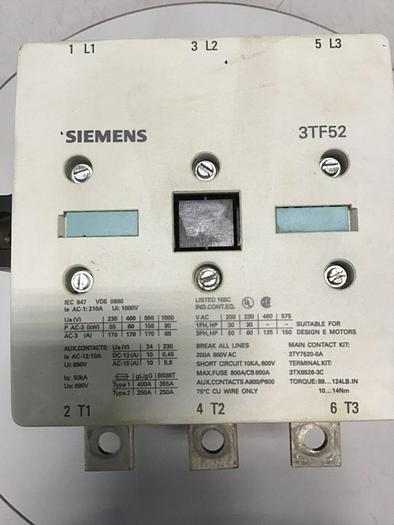 1 L1 3 L2 5 L3
SIEMENS 3TF52
IEC 947 VDE 0660
Ie AC-1: 210A Ui: 1000V
Ue (V) 230 400 500 1000
P AC-3 (kW) 55 90 90
AC-3 (A) 170 170 170 68
AUX.CONTACTS: Ue (V) 24 230
Ie AC-12:10A DC-13 (A) 10 0,45
Ui: 690V AC-15 (A) 10 5.6
Iq: 50kA gL/gG BS88T
Ue: 690V Type 1 400A 355A
Type 2 250A 250A
LISTED 165C
IND.CONT.EQ.
V AC 200 230 460 575
1PH, HP 30 30 – –
3PH, HP 50 60 125 150
SUITABLE FOR
DESIGN E MOTORS
BREAK ALL LINES
200A 600V AC
SHORT CIRCUIT 10KA, 600V
MAX.FUSE 800A/CB 800A
AUX.CONTACTS A600/P600
75°C CU WIRE ONLY
MAIN CONTACT KIT:
3TY7520-0A
TERMINAL KIT:
3TX6526-3C
TORQUE: 89...124LB.IN
10....14Nm
2 T1 4 T2 6 T3